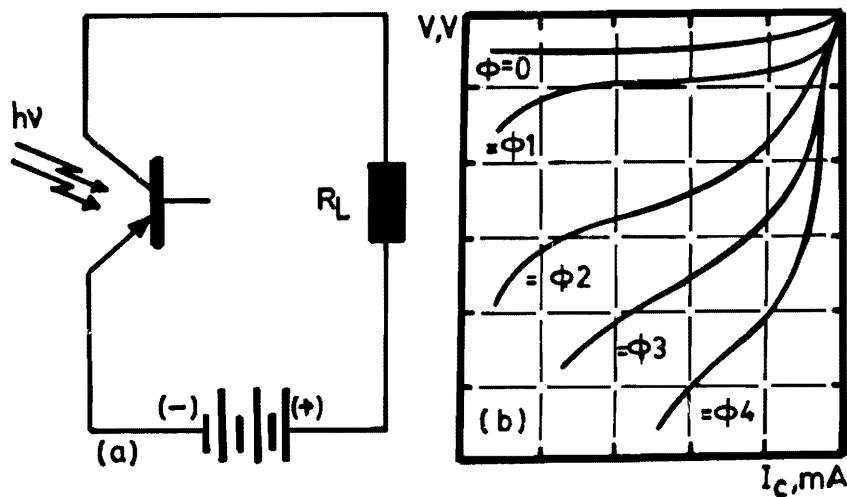 hν
R_L
(-)
(+)
(a)
V,V
Φ=0
=Φ1
=Φ2
=Φ3
=Φ4
(b)
I_c,mA